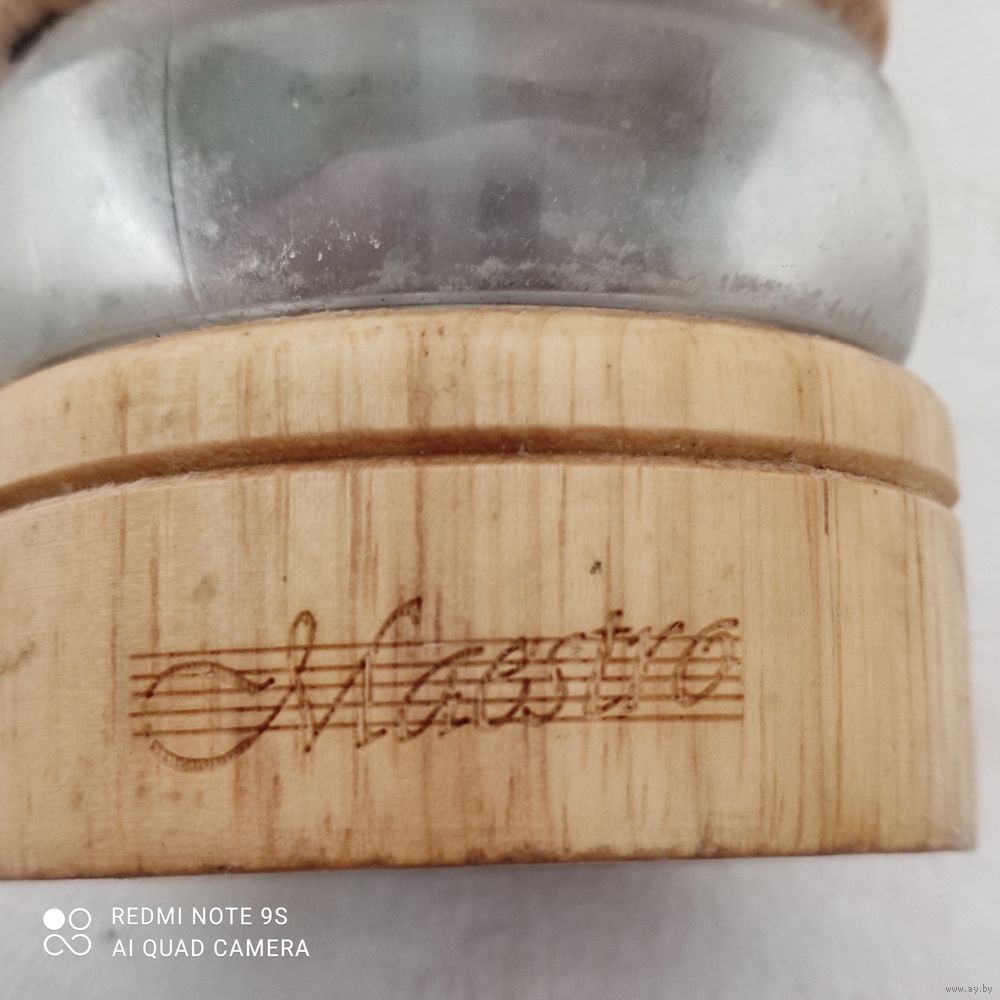 Maestro
REDMI NOTE 9S
AI QUAD CAMERA
www.ay.by